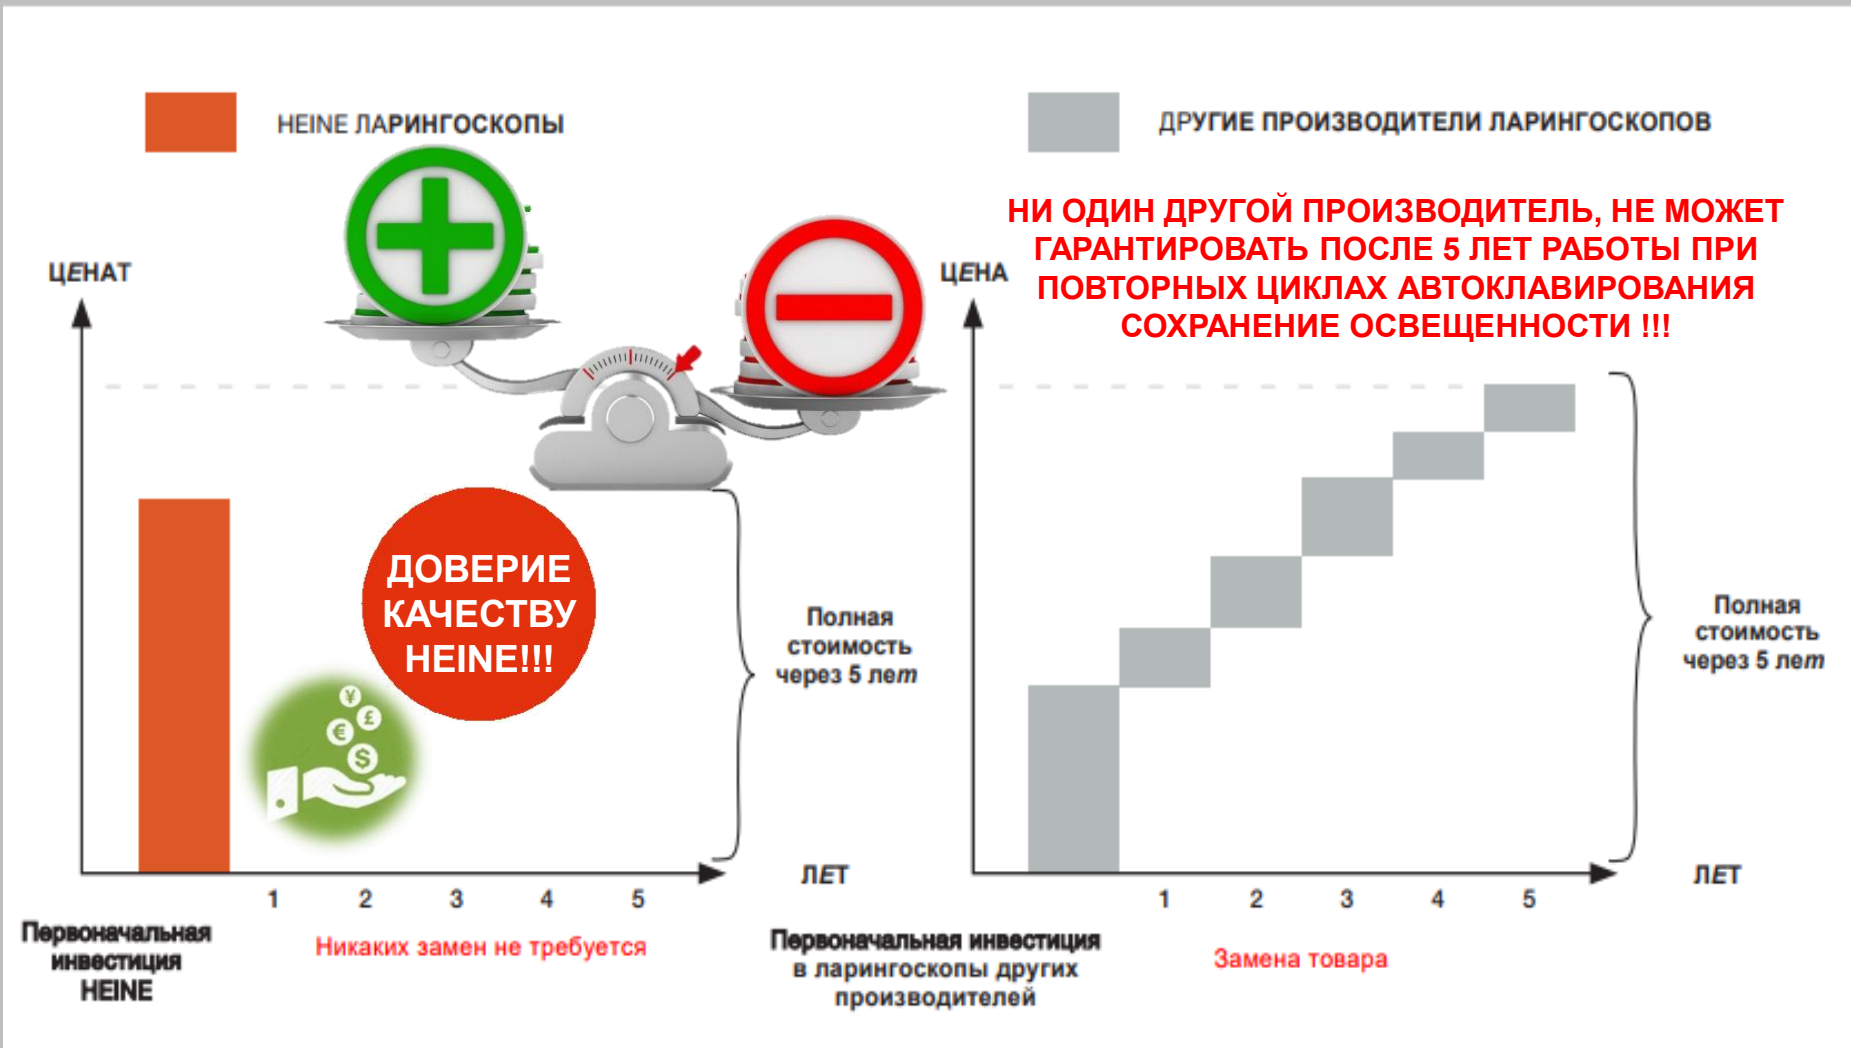 HEINE ЛАРИНГОСКОПЫ
ДРУГИЕ ПРОИЗВОДИТЕЛИ ЛАРИНГОСКОПОВ
НИ ОДИН ДРУГОЙ ПРОИЗВОДИТЕЛЬ, НЕ МОЖЕТ
ГАРАНТИРОВАТЬ ПОСЛЕ 5 ЛЕТ РАБОТЫ ПРИ
ПОВТОРНЫХ ЦИКЛАХ АВТОКЛАВИРОВАНИЯ
СОХРАНЕНИЕ ОСВЕЩЕННОСТИ !!!
ЦЕНАТ
ЦЕНА
ДОВЕРИЕ
КАЧЕСТВУ
HEINE!!!
¥
£
€
$
Полная
стоимость
через 5 лет
Полная
стоимость
через 5 лет
ЛЕТ
ЛЕТ
1 2 3 4 5
1 2 3 4 5
Первоначальная
инвестиция
HEINE
Никаких замен не требуется
Первоначальная инвестиция
в ларингоскопы других
производителей
Замена товара